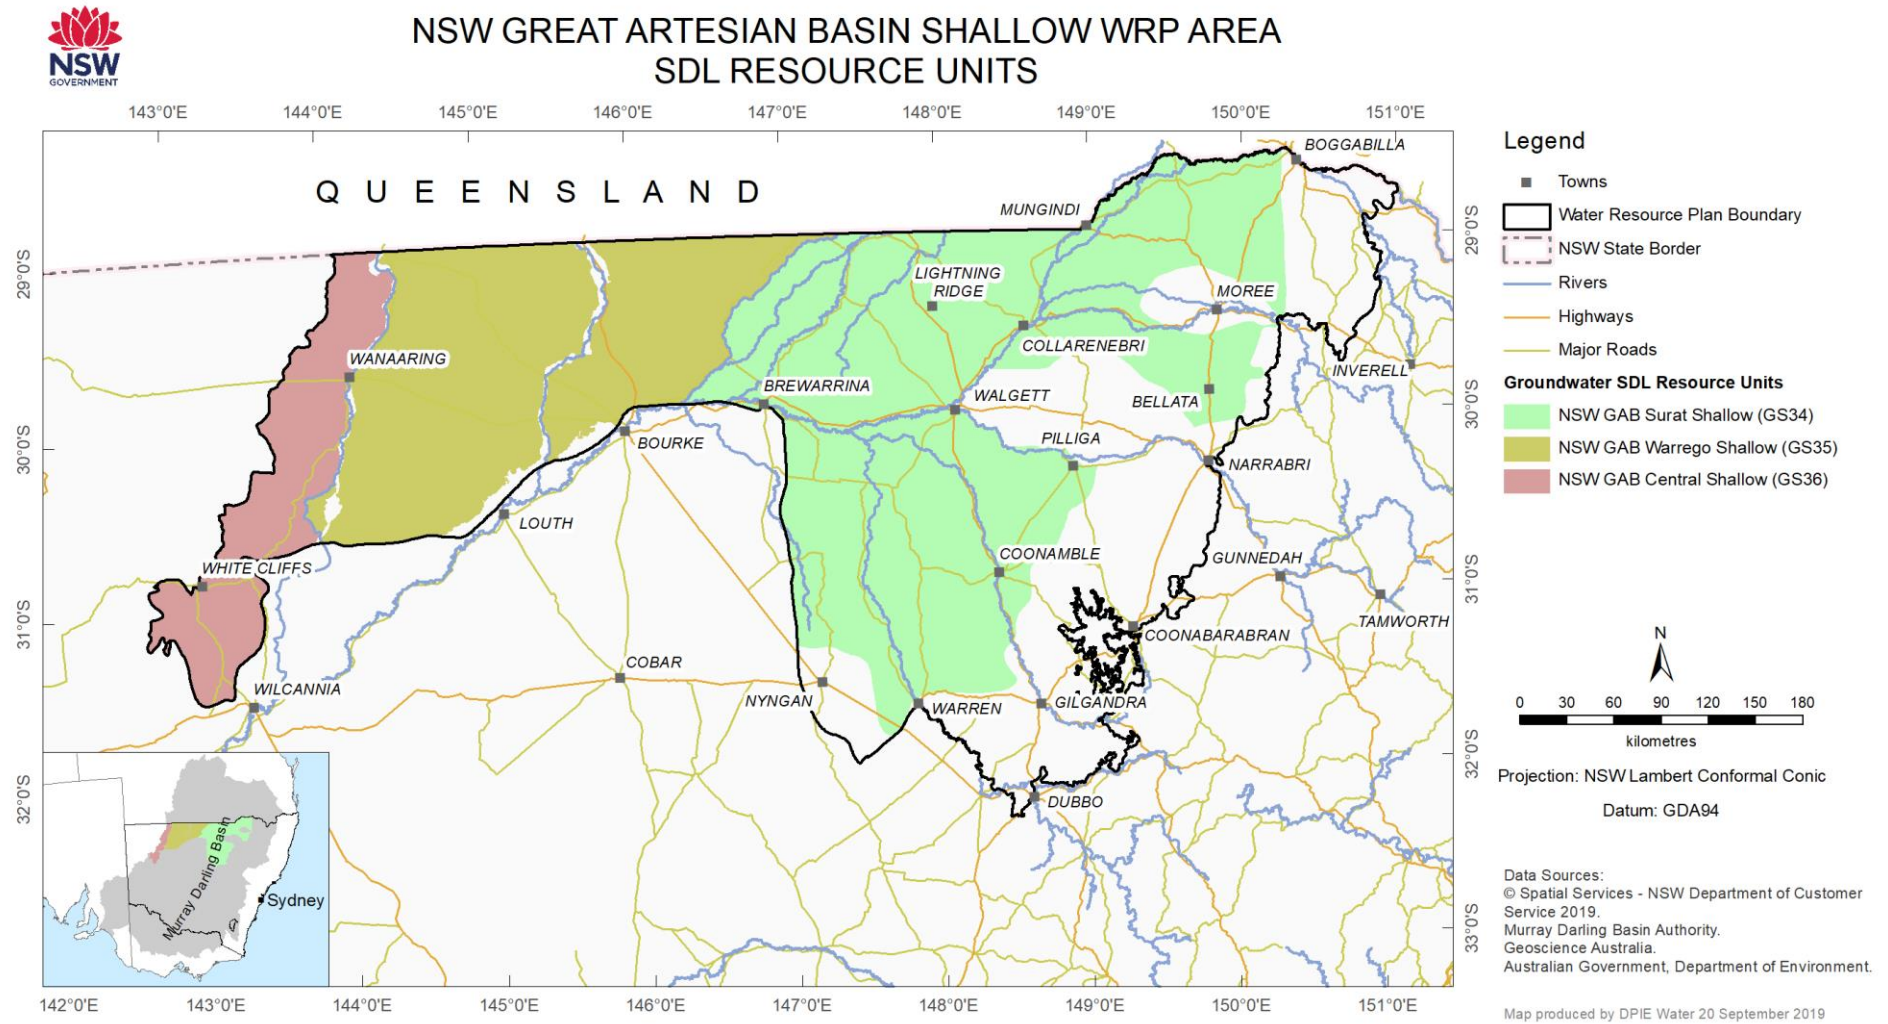 NSW
GOVERNMENT
NSW GREAT ARTESIAN BASIN SHALLOW WRP AREA
SDL RESOURCE UNITS
143°0'E
144°0'E
145°0'E
146°0'E
147°0'E
148°0'E
149°0'E
150°0'E
151°0'E
29°0'S
30°0'S
31°0'S
32°0'S
QUEENSLAND
BOGGABILLA
MUNGINDI
LIGHTNING
RIDGE
MOREE
WANAARING
COLLARENEBRI
INVERELL
BREWARRINA
WALGETT
BELLATA
BOURKE
PILLIGA
NARRABRI
LOUTH
WHITE CLIFFS
COONAMBLE
GUNNEDAH
TAMWORTH
COONABARABRAN
COBAR
WILCANNIA
NYNGAN
WARREN
GILGANDRA
DUBBO
Murray Darling Basin
Sydney
29°0'S
30°0'S
31°0'S
32°0'S
33°0'S
142°0'E
143°0'E
144°0'E
145°0'E
146°0'E
147°0'E
148°0'E
149°0'E
150°0'E
151°0'E
Legend
Towns
Water Resource Plan Boundary
NSW State Border
Rivers
Highways
Major Roads
Groundwater SDL Resource Units
NSW GAB Surat Shallow (GS34)
NSW GAB Warrego Shallow (GS35)
NSW GAB Central Shallow (GS36)
N
0 30 60 90 120 150 180
kilometres
Projection: NSW Lambert Conformal Conic
Datum: GDA94
Data Sources:
© Spatial Services - NSW Department of Customer
Service 2019.
Murray Darling Basin Authority.
Geoscience Australia.
Australian Government, Department of Environment.
Map produced by DPIE Water 20 September 2019